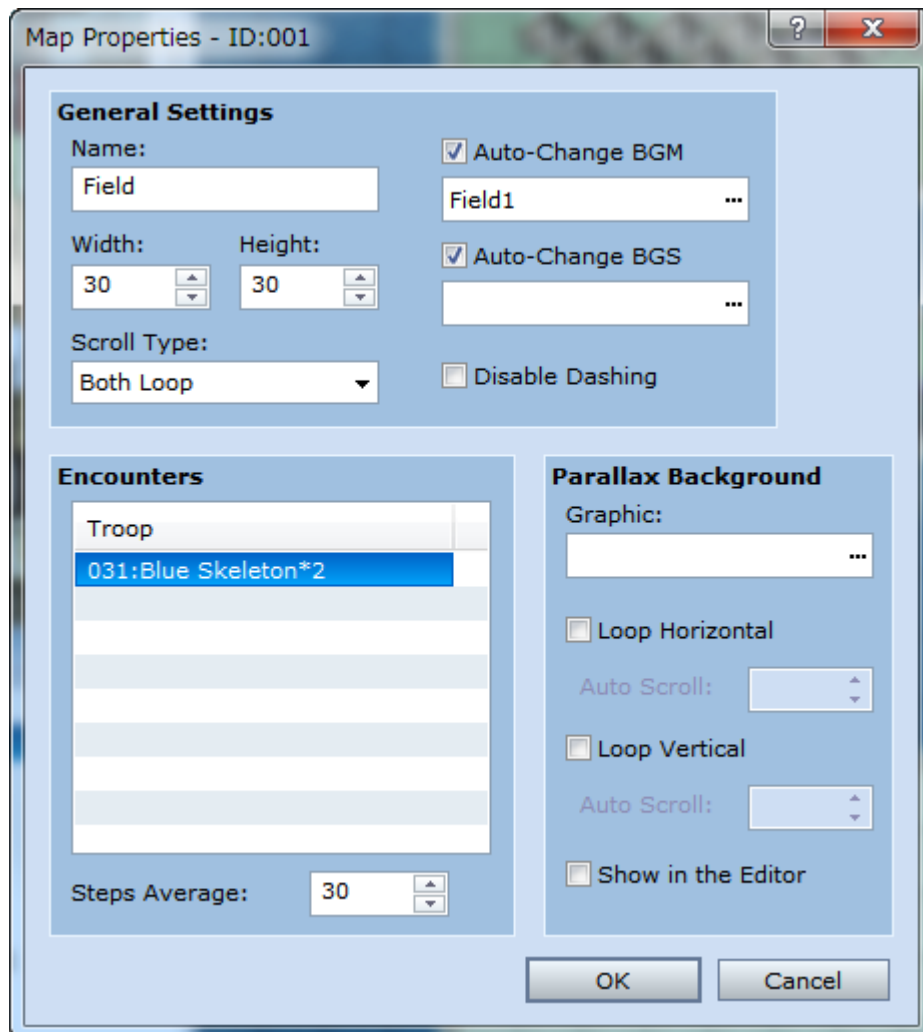 Map Properties - ID:001
General Settings
Name:
Field
Width:
Height:
30
30
Scroll Type:
Both Loop
Auto-Change BGM
Field1
...
Auto-Change BGS
...
Disable Dashing
Encounters
Troop
031:Blue Skeleton*2
Steps Average:
30
Parallax Background
Graphic:
...
Loop Horizontal
Auto Scroll:
Loop Vertical
Auto Scroll:
Show in the Editor
OK
Cancel